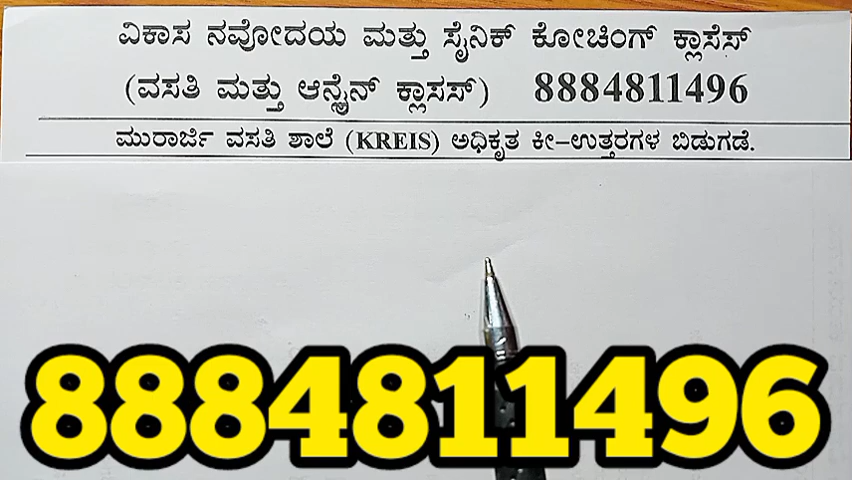 ವಿಕಾಸ ನವೋದಯ ಮತ್ತು ಸೈನಿಕ್ ಕೋಚಿಂಗ್ ಕ್ಲಾಸೆಸ್
(ವಸತಿ ಮತ್ತು ಆನ್ಲೈನ್ ಕ್ಲಾಸಸ್) 8884811496
ಮುರಾರ್ಜಿ ವಸತಿ ಶಾಲೆ (KREIS) ಅಧಿಕೃತ ಕೀ-ಉತ್ತರಗಳ ಬಿಡುಗಡೆ.
8884811496